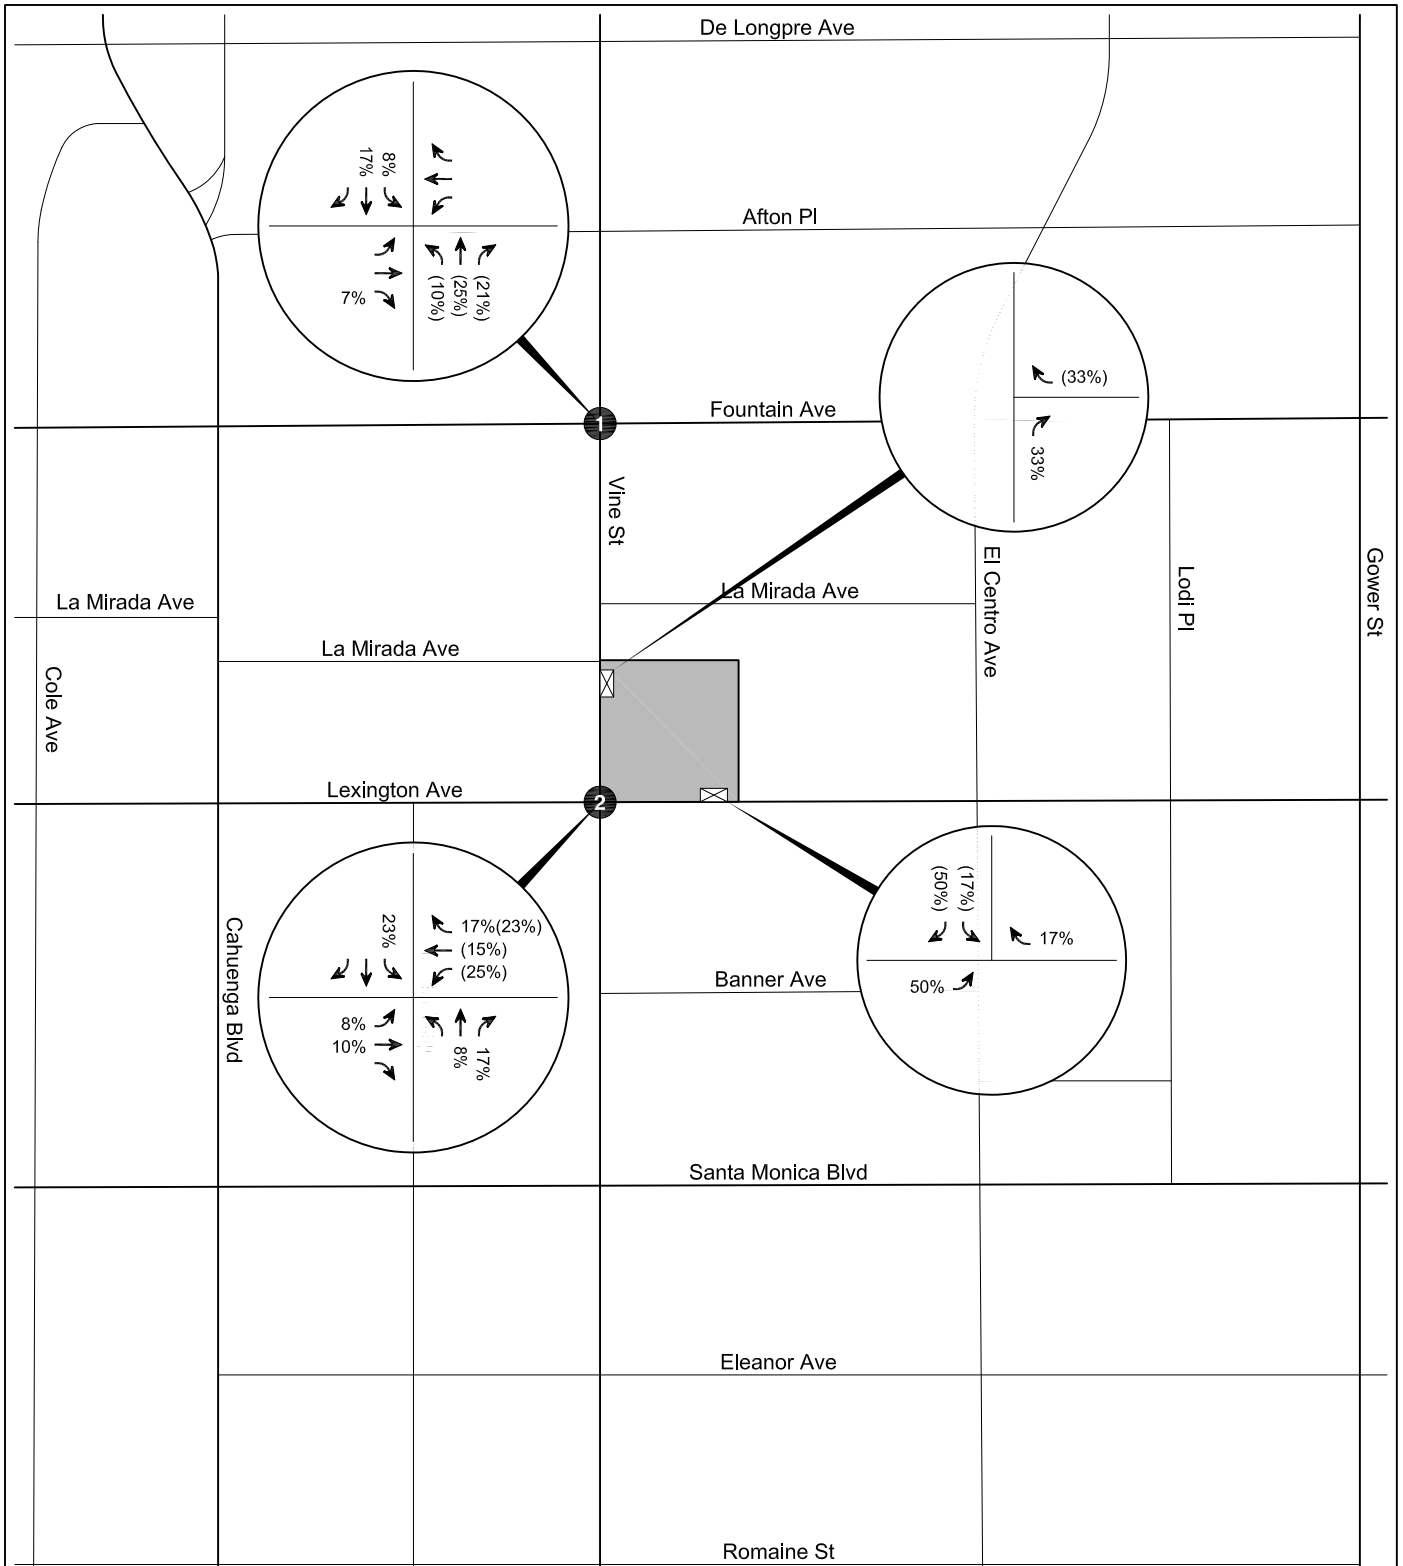 De Longpre Ave
8%
17%
7%
(10%)
(25%)
(21%)
Afton Pl
(33%)
33%
Fountain Ave
1
Vine St
La Mirada Ave
La Mirada Ave
La Mirada Ave
El Centro Ave
Lodi Pl
Gower St
Cole Ave
Lexington Ave
2
23%
17%(23%)
(15%)
(25%)
8%
10%
8%
17%
Cahuenga Blvd
(50%)
(17%)
17%
50%
Banner Ave
Santa Monica Blvd
Eleanor Ave
Romaine St